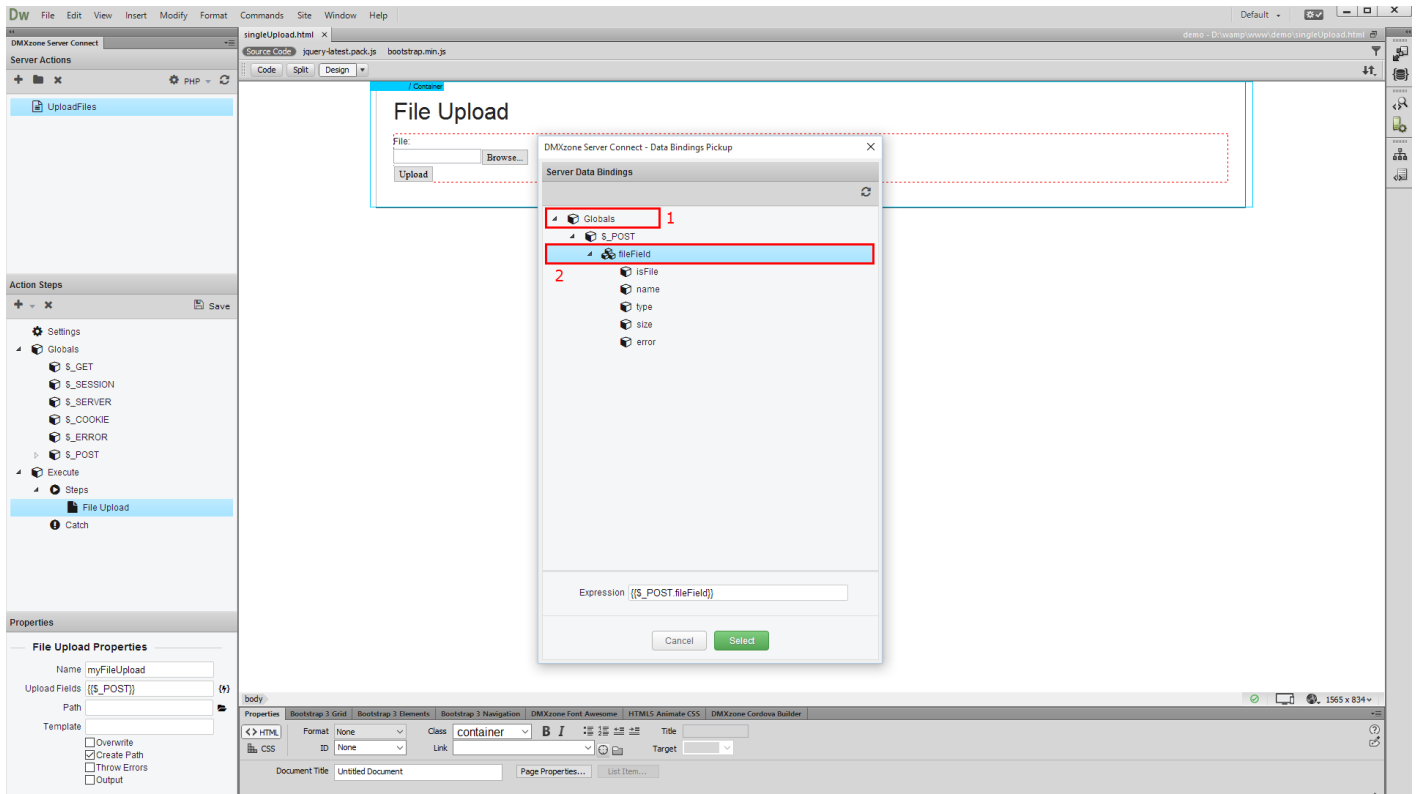 Dw File Edit View Insert Modify Format Commands Site Window Help Default
DMXzone Server Connect
Server Actions
PHP
UploadFiles
Action Steps
Save
Settings
Globals
$_GET
$_SESSION
$_SERVER
$_COOKIE
$_ERROR
$_POST
Execute
Steps
File Upload
Catch
Properties
File Upload Properties
Name myFileUpload
Upload Fields {{$_POST}}
Path
Template
Overwrite
Create Path
Throw Errors
Output
singleUpload.html × demo - D:\wamp\www\demo\singleUpload.html
Source Code jquery-latest.pack.js bootstrap.min.js
Code Split Design
/ Container
File Upload
File:
Browse...
Upload
DMXzone Server Connect - Data Bindings Pickup
Server Data Bindings
Globals 1
$_POST
fileField
2
isFile
name
type
size
error
Expression {{$_POST.fileField}}
Cancel Select
body 1565 x 834
Properties Bootstrap 3 Grid Bootstrap 3 Elements Bootstrap 3 Navigation DMXzone Font Awesome HTML5 Animate CSS DMXzone Cordova Builder
<> HTML Format None Class container B I Title
CSS ID None Link Target
Document Title Untitled Document Page Properties... List Item...